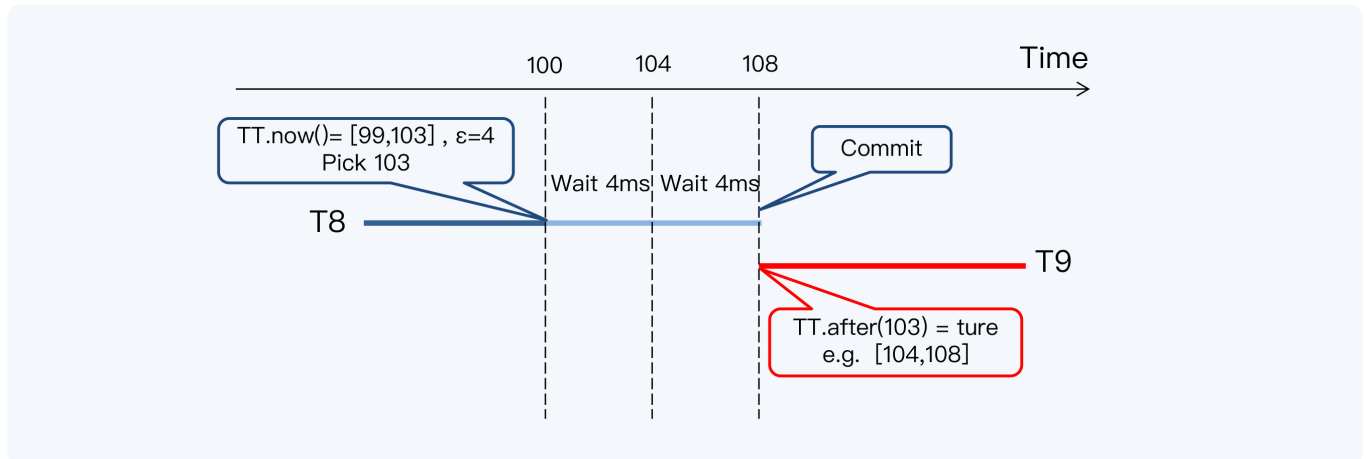 Time
100
104
108
TT.now()= [99,103] , ε=4
Pick 103
Commit
Wait 4ms
Wait 4ms
T8
T9
TT.after(103) = ture
e.g. [104,108]